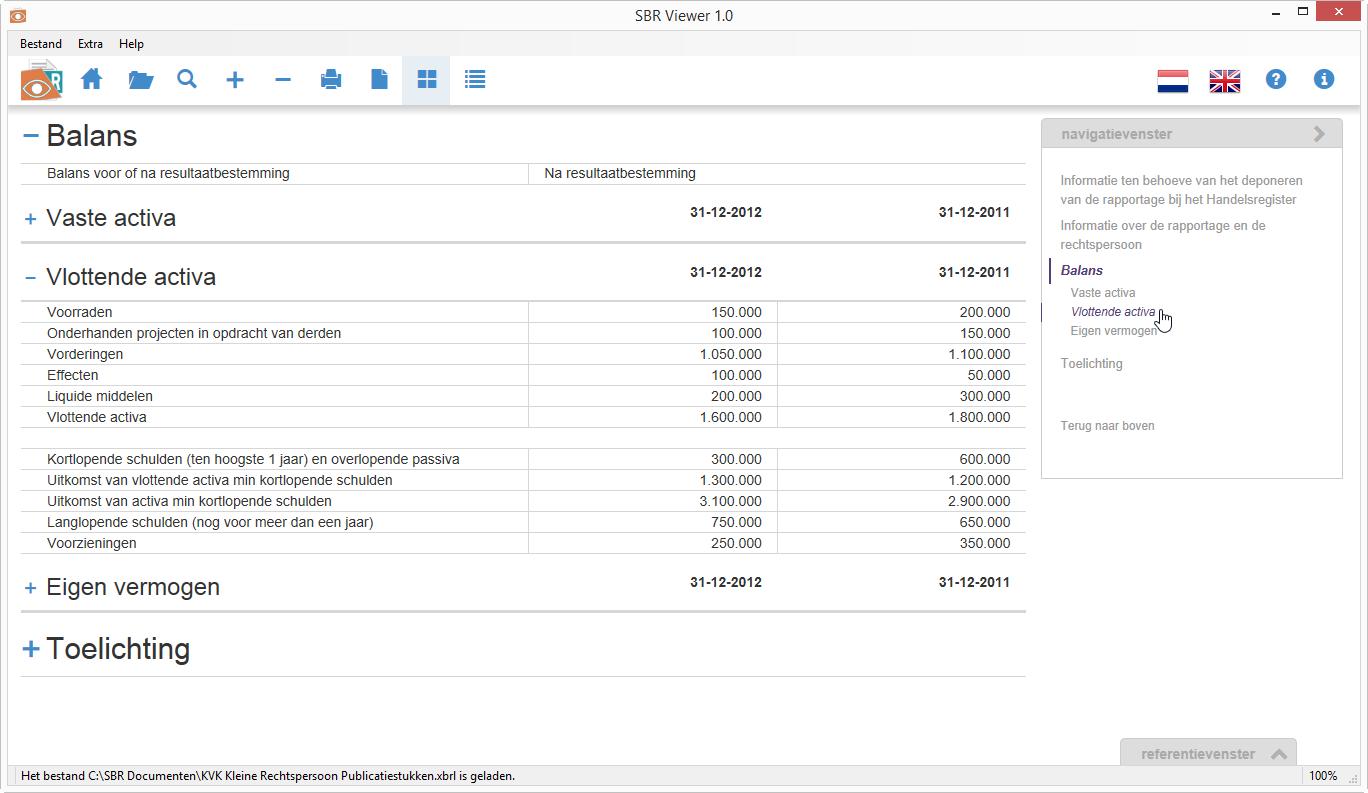 SBR Viewer 1.0
Bestand Extra Help
R
Balans
Balans voor of na resultaatbestemming Na resultaatbestemming
Vaste activa 31-12-2012 31-12-2011
Vlottende activa 31-12-2012 31-12-2011
Voorraden 150.000 200.000
Onderhanden projecten in opdracht van derden 100.000 150.000
Vorderingen 1.050.000 1.100.000
Effecten 100.000 50.000
Liquide middelen 200.000 300.000
Vlottende activa 1.600.000 1.800.000
Kortlopende schulden (ten hoogste 1 jaar) en overlopende passiva 300.000 600.000
Uitkomst van vlottende activa min kortlopende schulden 1.300.000 1.200.000
Uitkomst van activa min kortlopende schulden 3.100.000 2.900.000
Langlopende schulden (nog voor meer dan een jaar) 750.000 650.000
Voorzieningen 250.000 350.000
Eigen vermogen 31-12-2012 31-12-2011
Toelichting
navigatievenster
Informatie ten behoeve van het deponeren
van de rapportage bij het Handelsregister
Informatie over de rapportage en de
rechtspersoon
Balans
Vaste activa
Vlottende activa
Eigen vermogen
Toelichting
Terug naar boven
referentievenster
Het bestand C:\SBR Documenten\KVK Kleine Rechtspersoon Publicatiestukken.xbrl is geladen. 100%